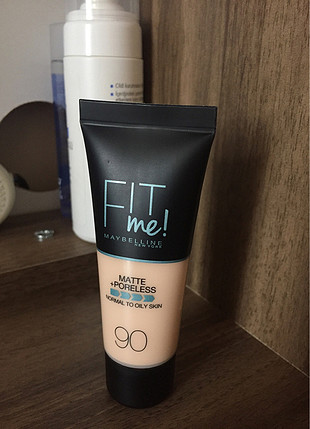 FIT
me!
MAYBELLINE
NEW YORK
MATTE
+PORELESS
NORMAL TO OILY SKIN
90